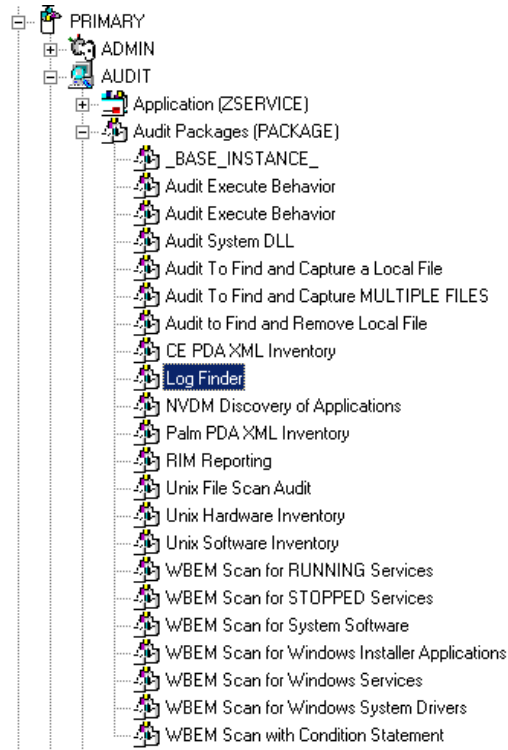 PRIMARY
ADMIN
AUDIT
Application (ZSERVICE)
Audit Packages (PACKAGE)
_BASE_INSTANCE_
Audit Execute Behavior
Audit Execute Behavior
Audit System DLL
Audit To Find and Capture a Local File
Audit To Find and Capture MULTIPLE FILES
Audit to Find and Remove Local File
CE PDA XML Inventory
Log Finder
NVDM Discovery of Applications
Palm PDA XML Inventory
RIM Reporting
Unix File Scan Audit
Unix Hardware Inventory
Unix Software Inventory
WBEM Scan for RUNNING Services
WBEM Scan for STOPPED Services
WBEM Scan for System Software
WBEM Scan for Windows Installer Applications
WBEM Scan for Windows Services
WBEM Scan for Windows System Drivers
WBEM Scan with Condition Statement